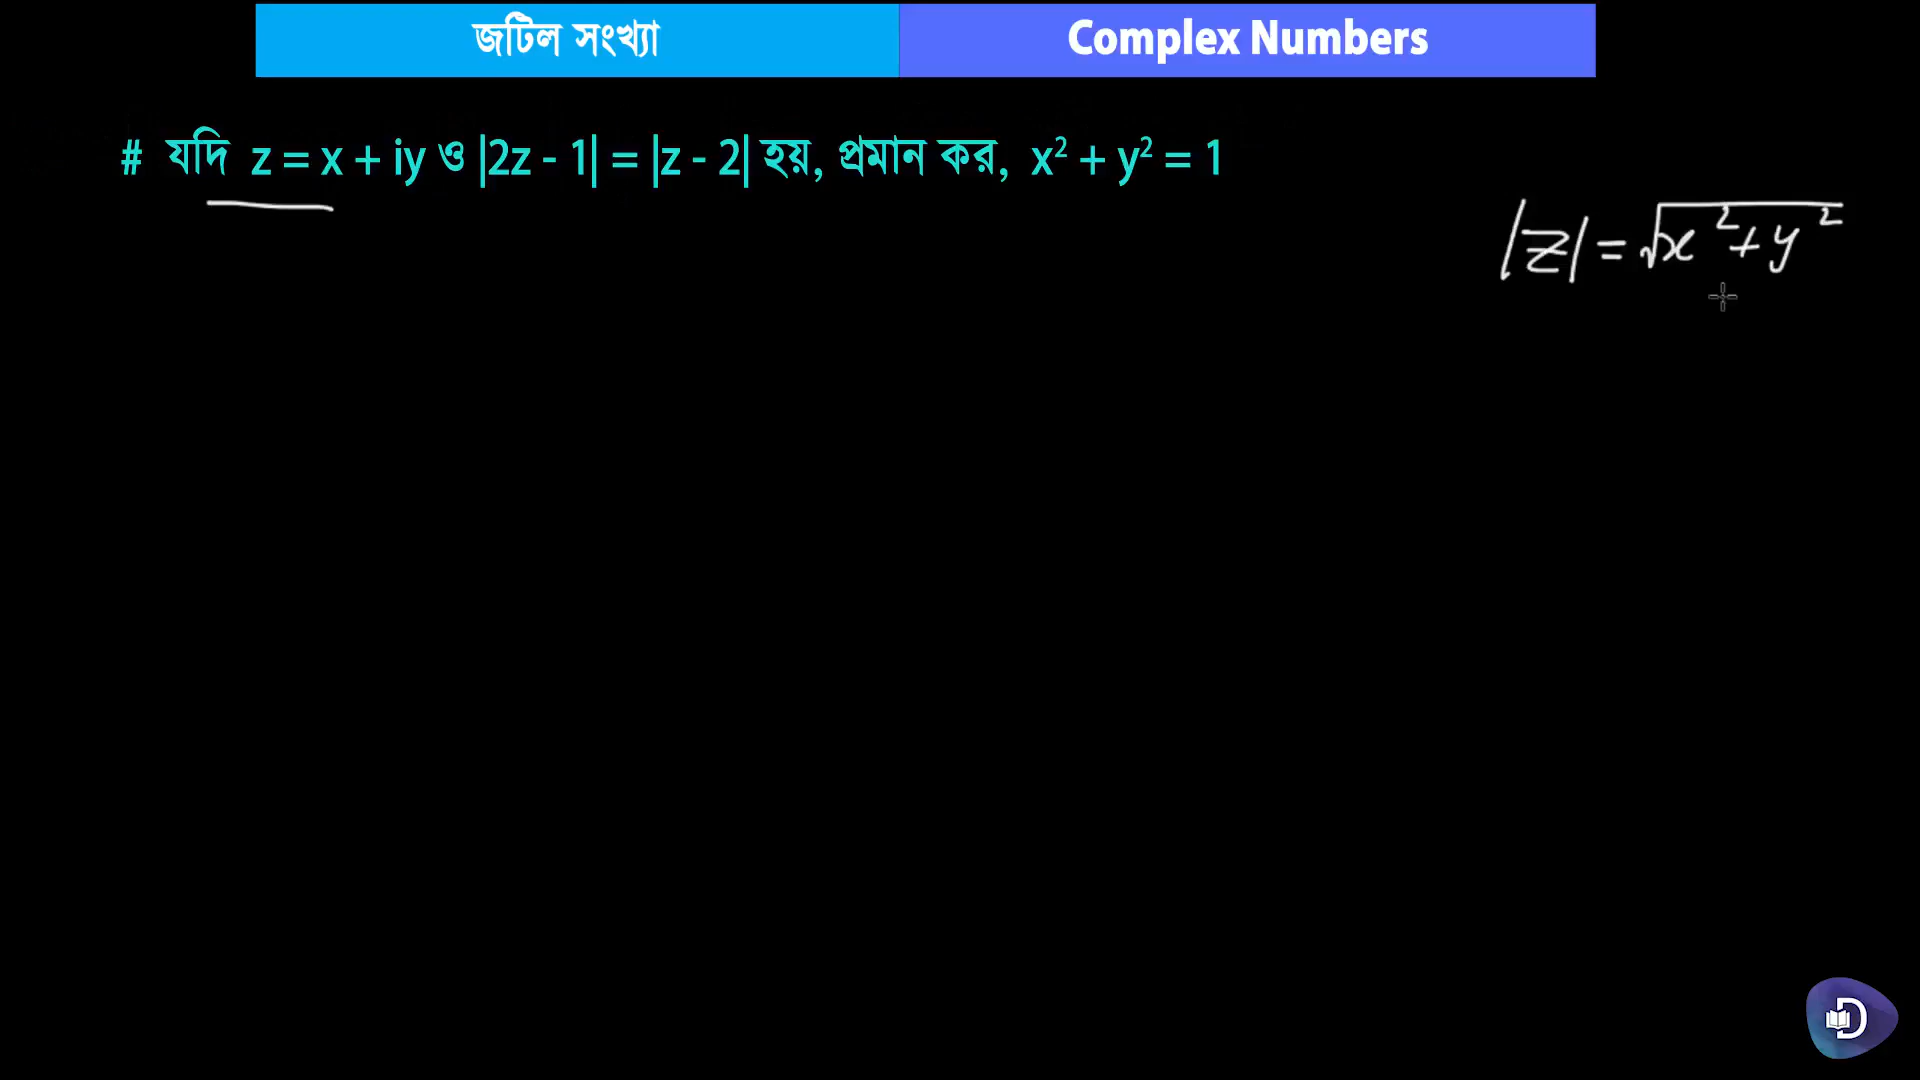 জটিল সংখ্যা
Complex Numbers
# যদি z = x + iy ও |2z - 1| = |z - 2| হয়, প্রমান কর, x² + y² = 1
|z| = √x² + y²